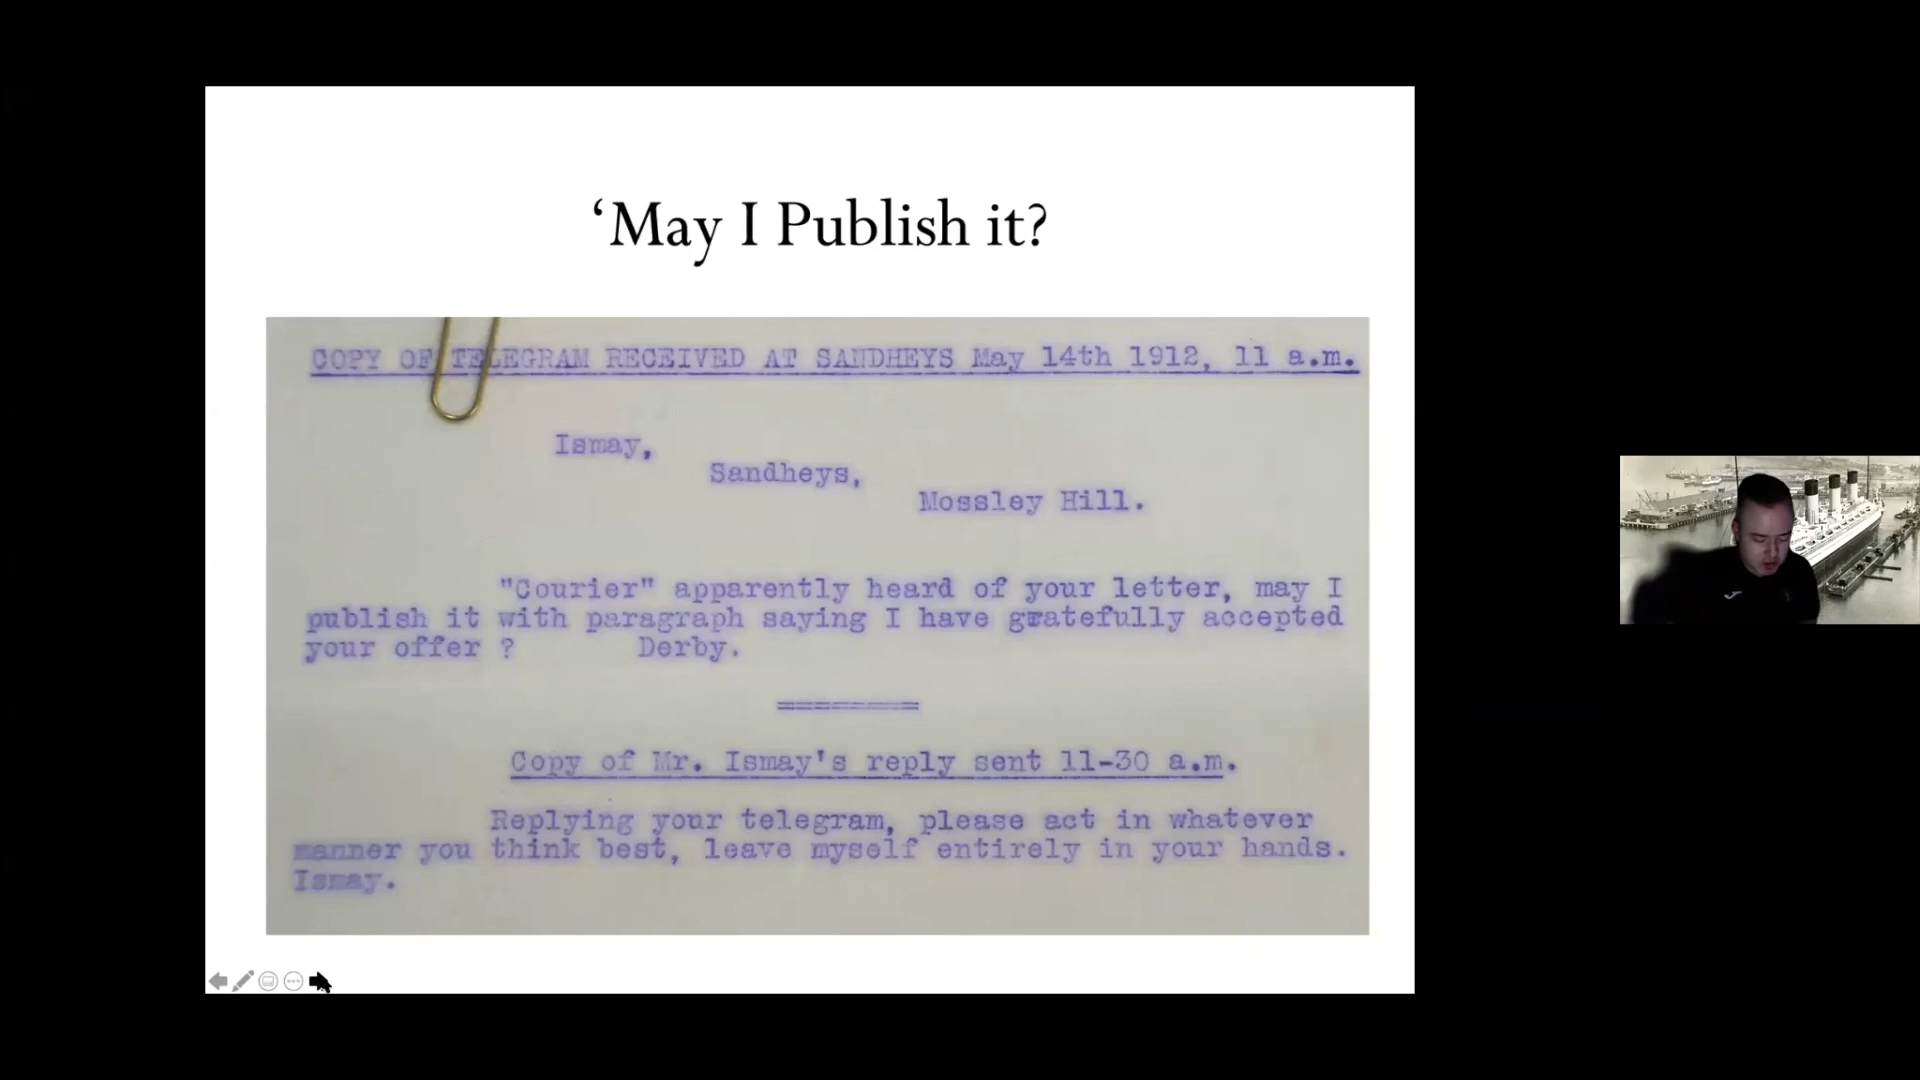 ‘May I Publish it?
COPY OF TELEGRAM RECEIVED AT SANDHEYS May 14th 1912, 11 a.m.
Ismay,
Sandheys,
Mossley Hill.
"Courier" apparently heard of your letter, may I
publish it with paragraph saying I have gratefully accepted
your offer ? Derby.
Copy of Mr. Ismay's reply sent 11-30 a.m.
Replying your telegram, please act in whatever
manner you think best, leave myself entirely in your hands.
Ismay.